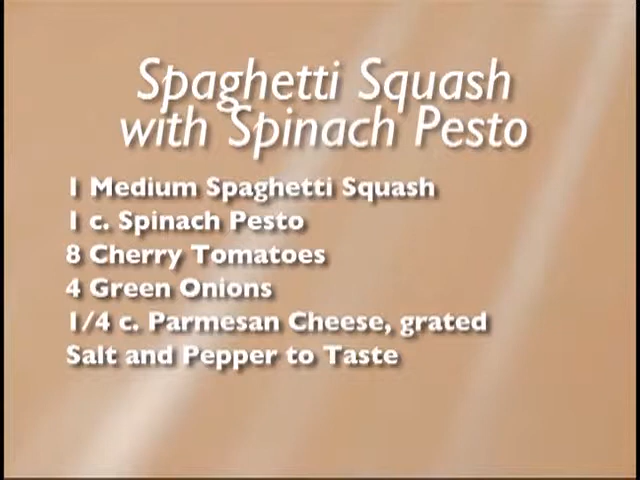 Spaghetti Squash
with Spinach Pesto
1 Medium Spaghetti Squash
1 c. Spinach Pesto
8 Cherry Tomatoes
4 Green Onions
1/4 c. Parmesan Cheese, grated
Salt and Pepper to Taste